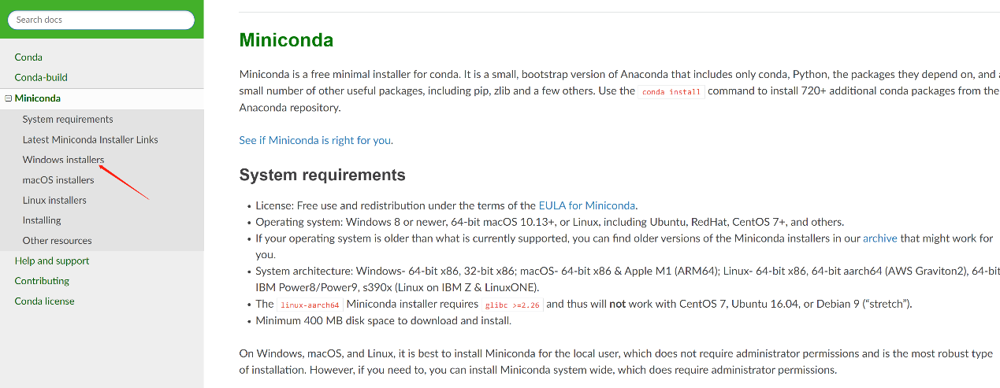 Search docs
Conda
Conda-build
Miniconda
System requirements
Latest Miniconda Installer Links
Windows installers
macOS installers
Linux installers
Installing
Other resources
Help and support
Contributing
Conda license
Miniconda
Miniconda is a free minimal installer for conda. It is a small, bootstrap version of Anaconda that includes only conda, Python, the packages they depend on, and a
small number of other useful packages, including pip, zlib and a few others. Use the conda install command to install 720+ additional conda packages from the
Anaconda repository.
See if Miniconda is right for you.
System requirements
• License: Free use and redistribution under the terms of the EULA for Miniconda.
• Operating system: Windows 8 or newer, 64-bit macOS 10.13+, or Linux, including Ubuntu, RedHat, CentOS 7+, and others.
• If your operating system is older than what is currently supported, you can find older versions of the Miniconda installers in our archive that might work for
you.
• System architecture: Windows- 64-bit x86, 32-bit x86; macOS- 64-bit x86 & Apple M1 (ARM64); Linux- 64-bit x86, 64-bit aarch64 (AWS Graviton2), 64-bit
IBM Power8/Power9, s390x (Linux on IBM Z & LinuxONE).
• The linux-aarch64 Miniconda installer requires glibc >=2.26 and thus will not work with CentOS 7, Ubuntu 16.04, or Debian 9 (“stretch”).
• Minimum 400 MB disk space to download and install.
On Windows, macOS, and Linux, it is best to install Miniconda for the local user, which does not require administrator permissions and is the most robust type
of installation. However, if you need to, you can install Miniconda system wide, which does require administrator permissions.